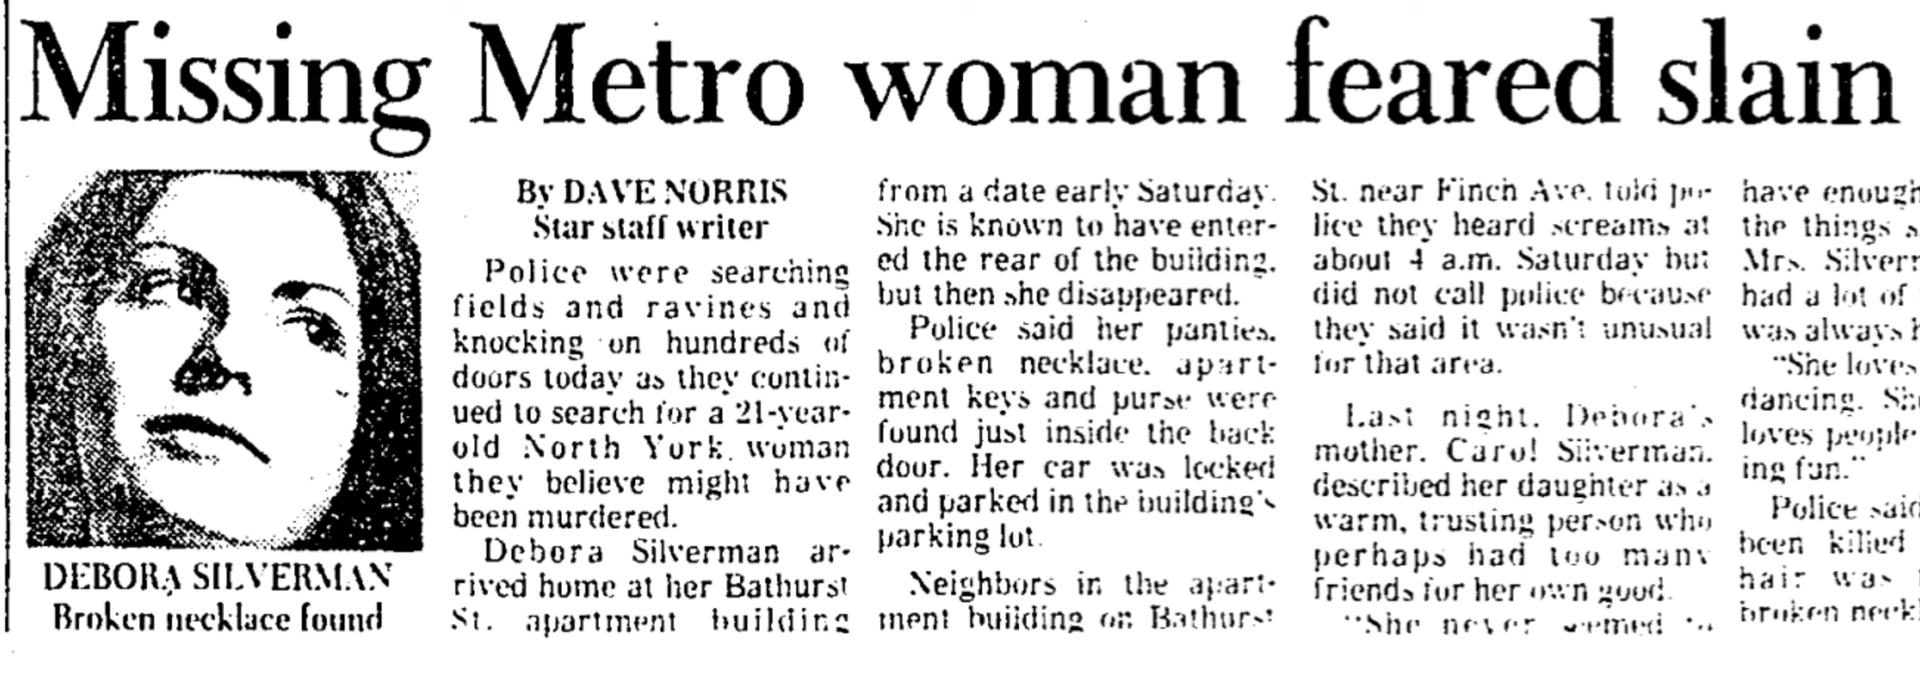 Missing Metro woman feared slain
DEBORA SILVERMAN
Broken necklace found
By DAVE NORRIS
Star staff writer
Police were searching
fields and ravines and
knocking on hundreds of
doors today as they contin-
ued to search for a 21-year-
old North York woman
they believe might have
been murdered.
Debora Silverman ar-
rived home at her Bathurst
St. apartment building
from a date early Saturday.
She is known to have enter-
ed the rear of the building,
but then she disappeared.
Police said her panties,
broken necklace, apart-
ment keys and purse were
found just inside the back
door. Her car was locked
and parked in the building's
parking lot.
Neighbors in the apart-
ment building on Bathurst
St. near Finch Ave. told po-
lice they heard screams at
about 4 a.m. Saturday but
did not call police because
they said it wasn't unusual
for that area.
Last night, Debora's
mother, Carol Silverman,
described her daughter as a
warm, trusting person who
perhaps had too many
friends for her own good.
"She never seemed to
have enough
the things s
Mrs. Silverm
had a lot of
was always h
"She loves
dancing. She
loves people
ing fun."
Police said
been killed
hair was
broken neckl